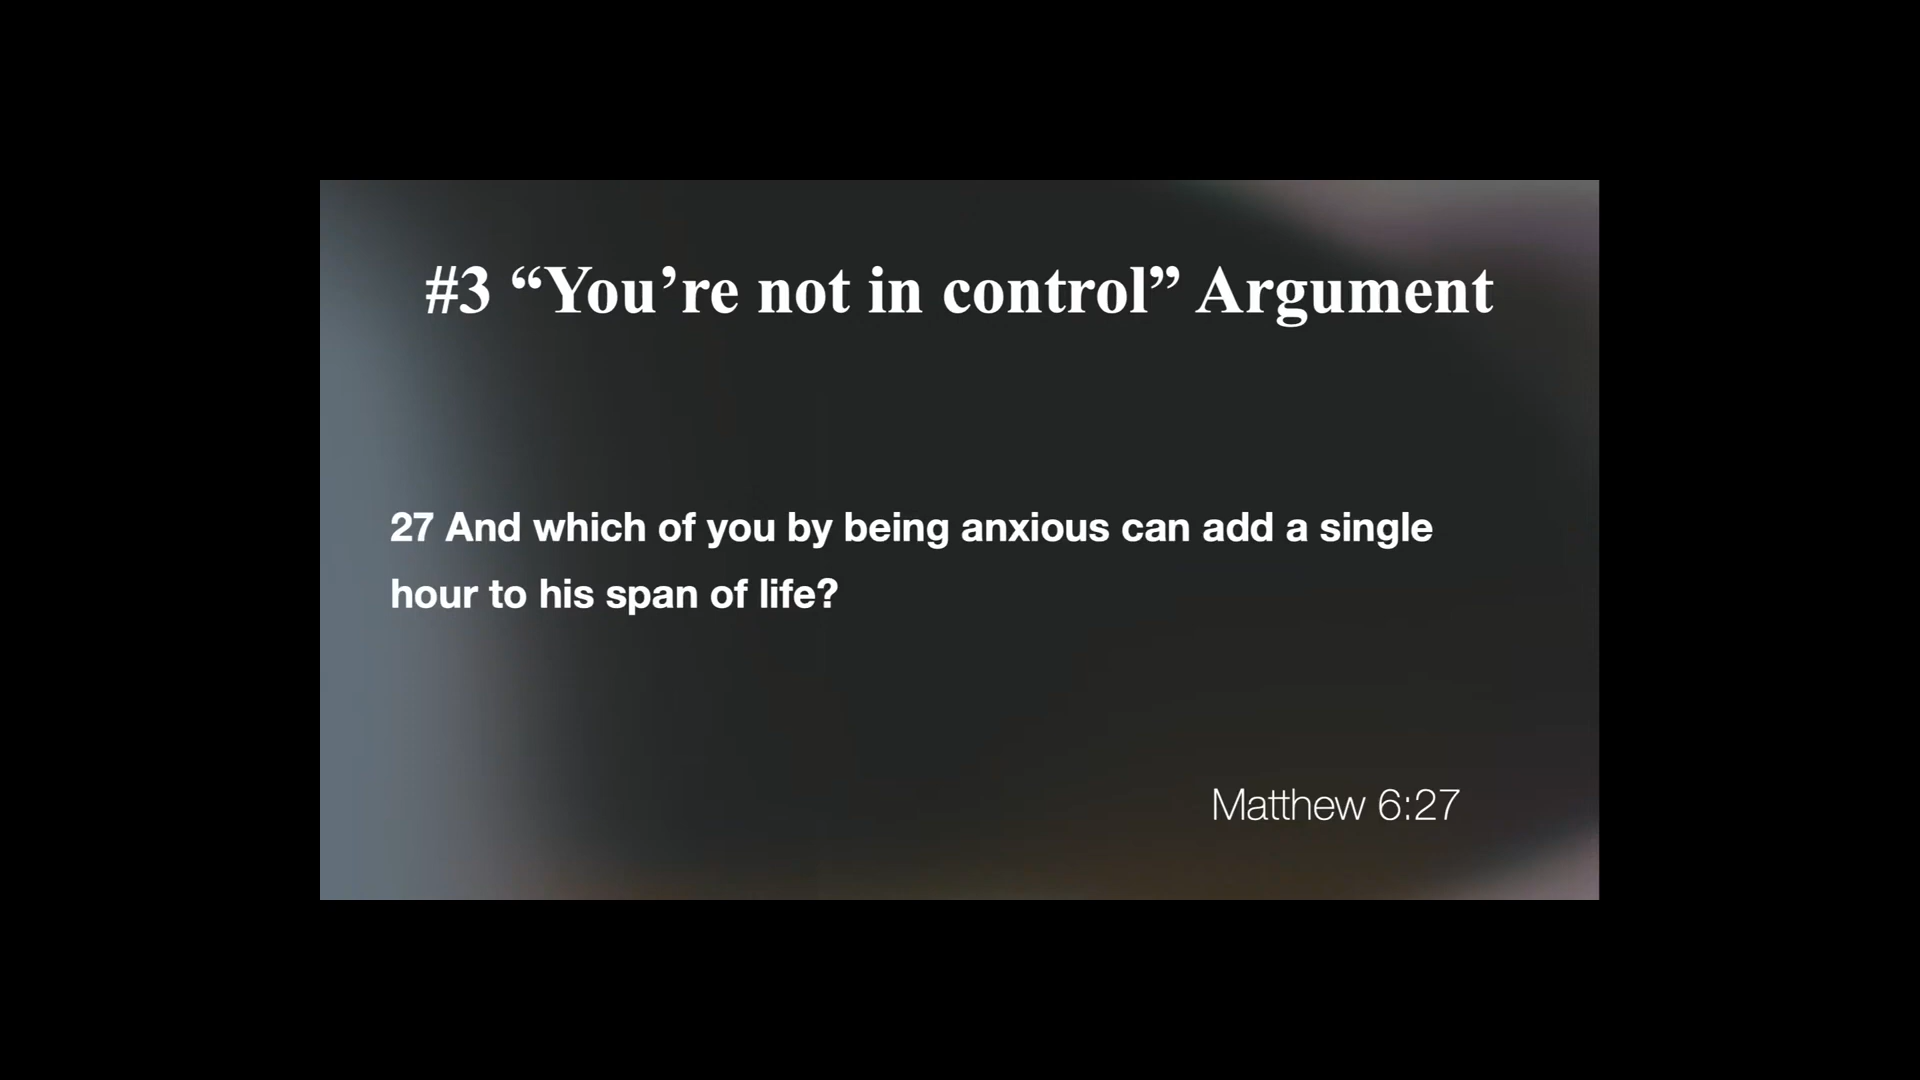 #3 “You’re not in control” Argument
27 And which of you by being anxious can add a single
hour to his span of life?
Matthew 6:27